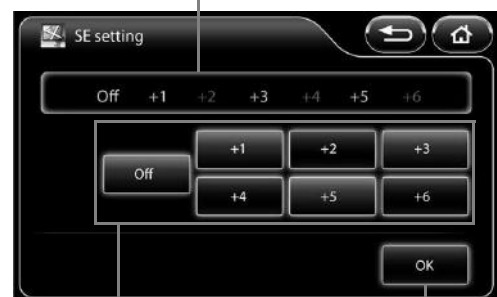 SE setting
Off +1 +2 +3 +4 +5 +6
+1 +2 +3
Off
+4 +5 +6
OK